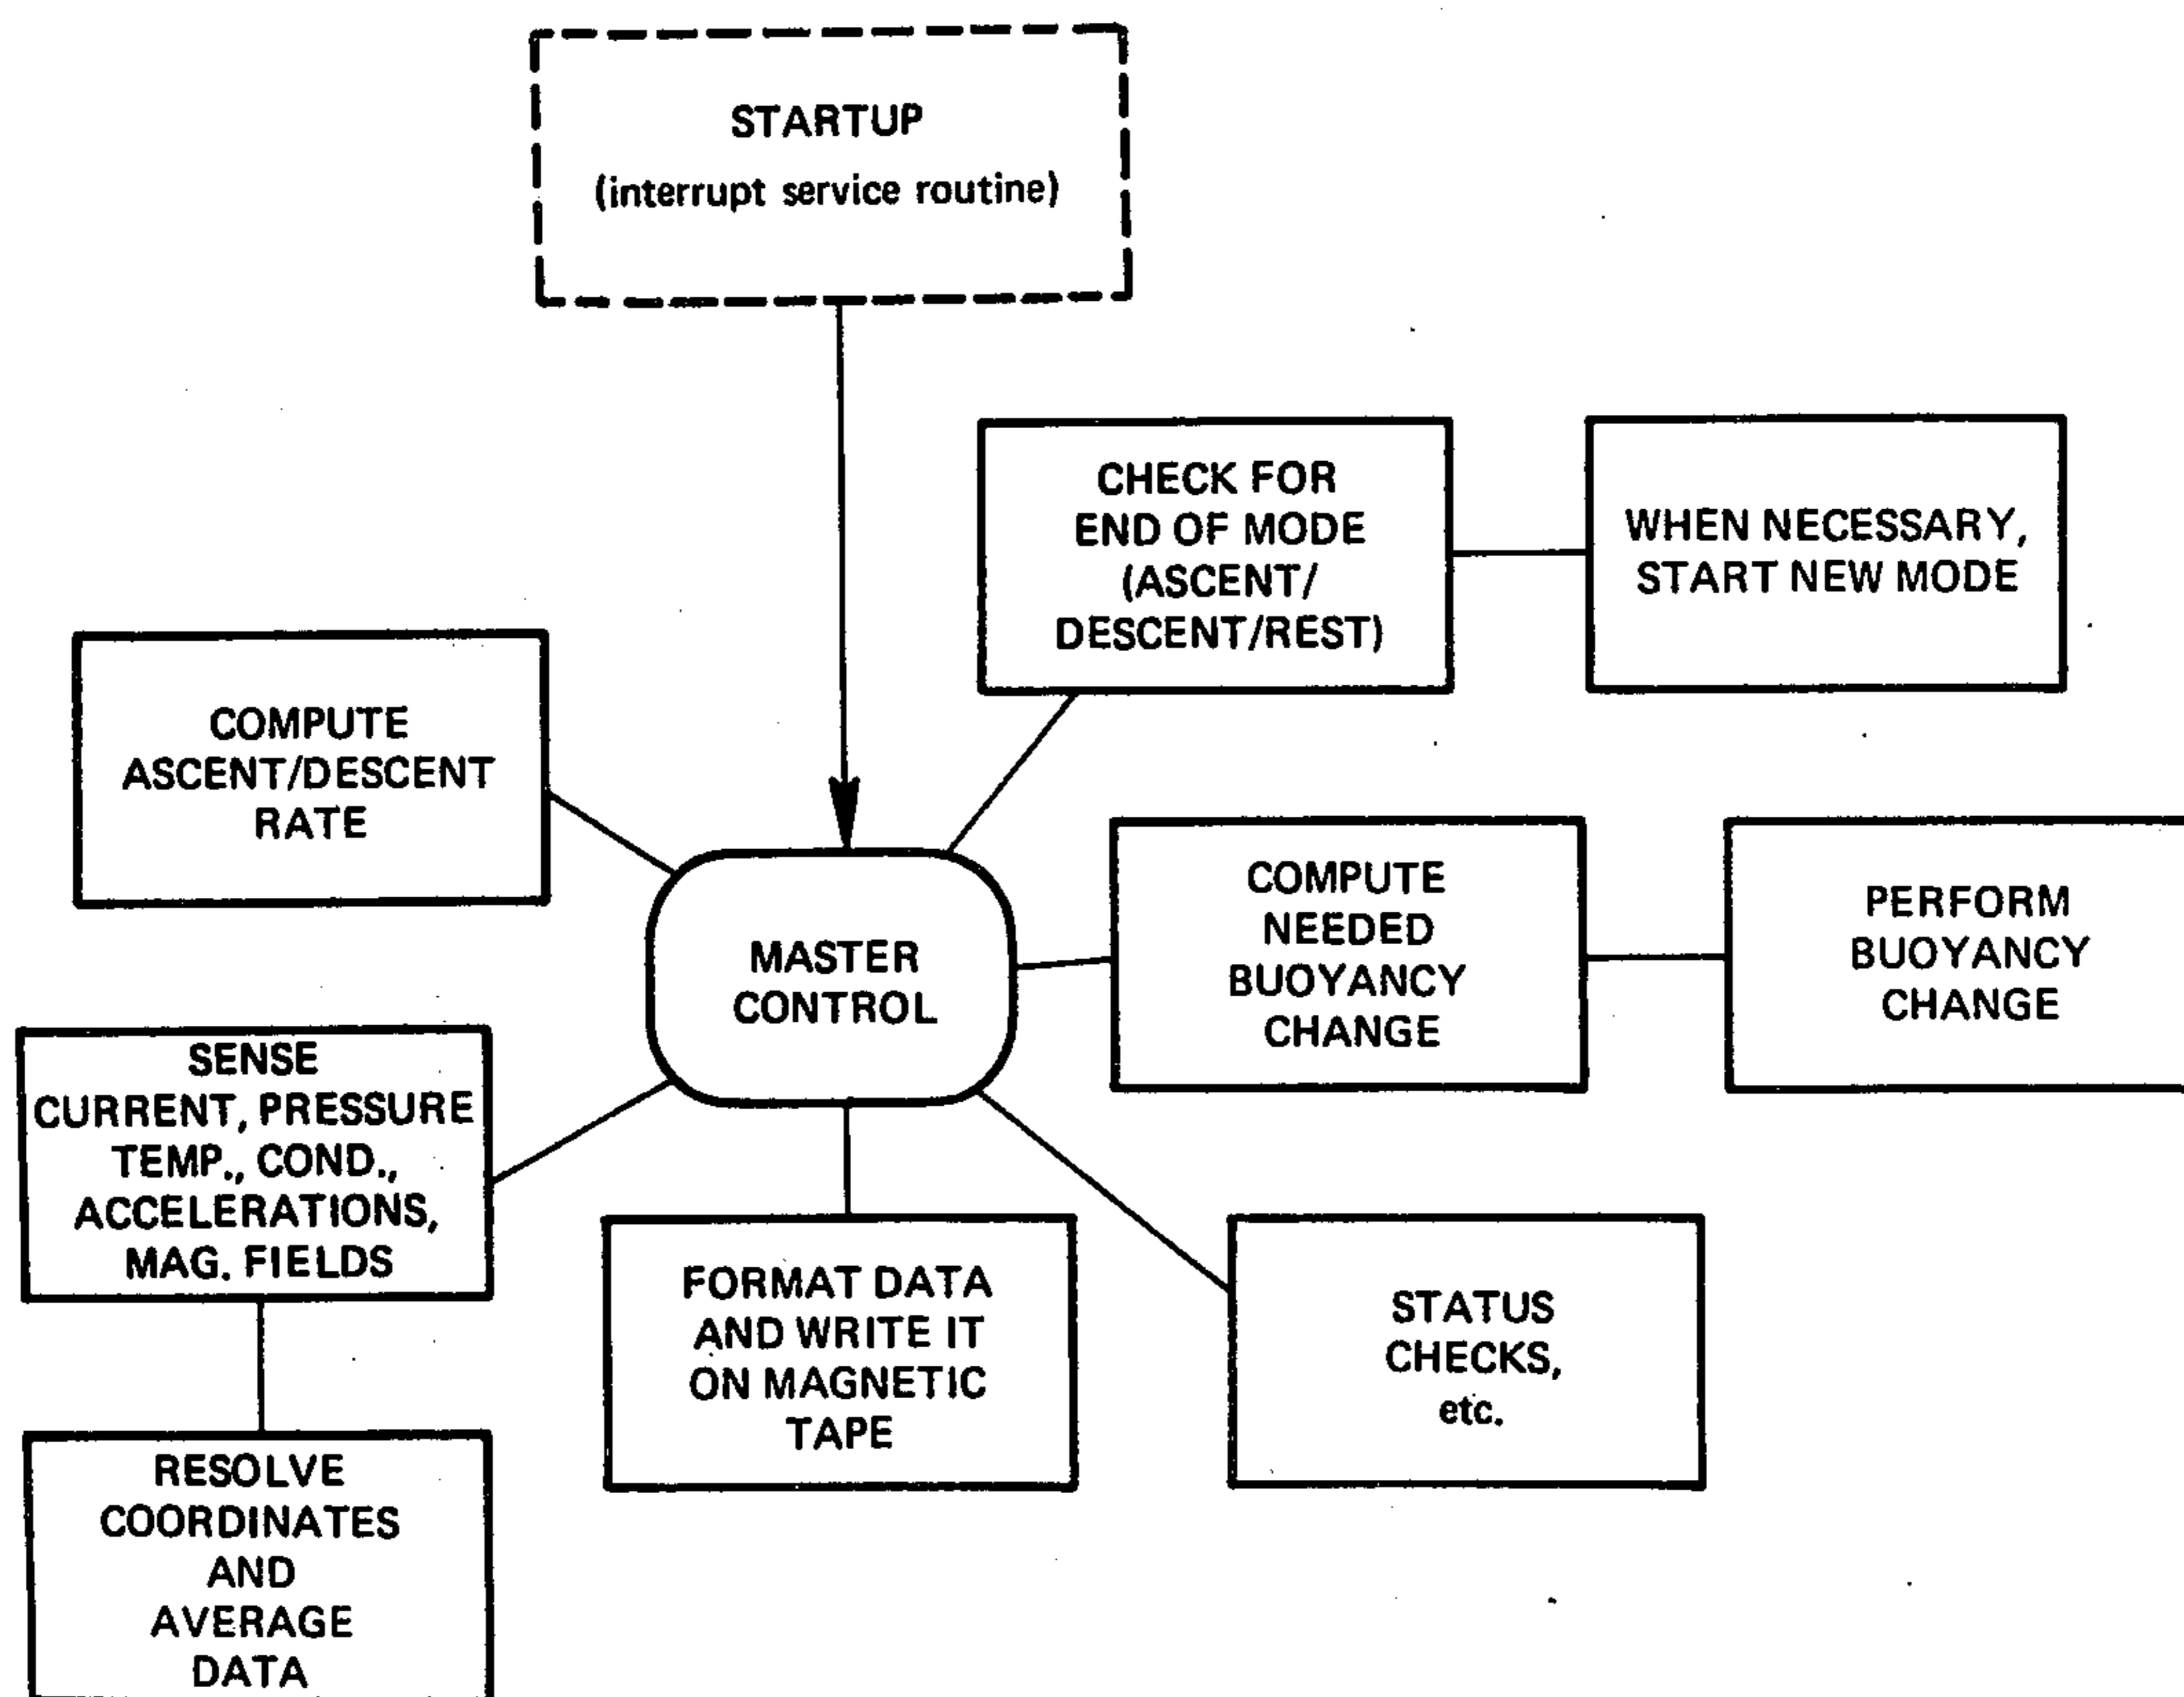 STARTUP
(interrupt service routine)
CHECK FOR
END OF MODE
(ASCENT/
DESCENT/REST)
WHEN NECESSARY,
START NEW MODE
COMPUTE
ASCENT/DESCENT
RATE
MASTER
CONTROL
COMPUTE
NEEDED
BUOYANCY
CHANGE
PERFORM
BUOYANCY
CHANGE
SENSE
CURRENT, PRESSURE
TEMP., COND.,
ACCELERATIONS,
MAG. FIELDS
FORMAT DATA
AND WRITE IT
ON MAGNETIC
TAPE
STATUS
CHECKS,
etc.
RESOLVE
COORDINATES
AND
AVERAGE
DATA